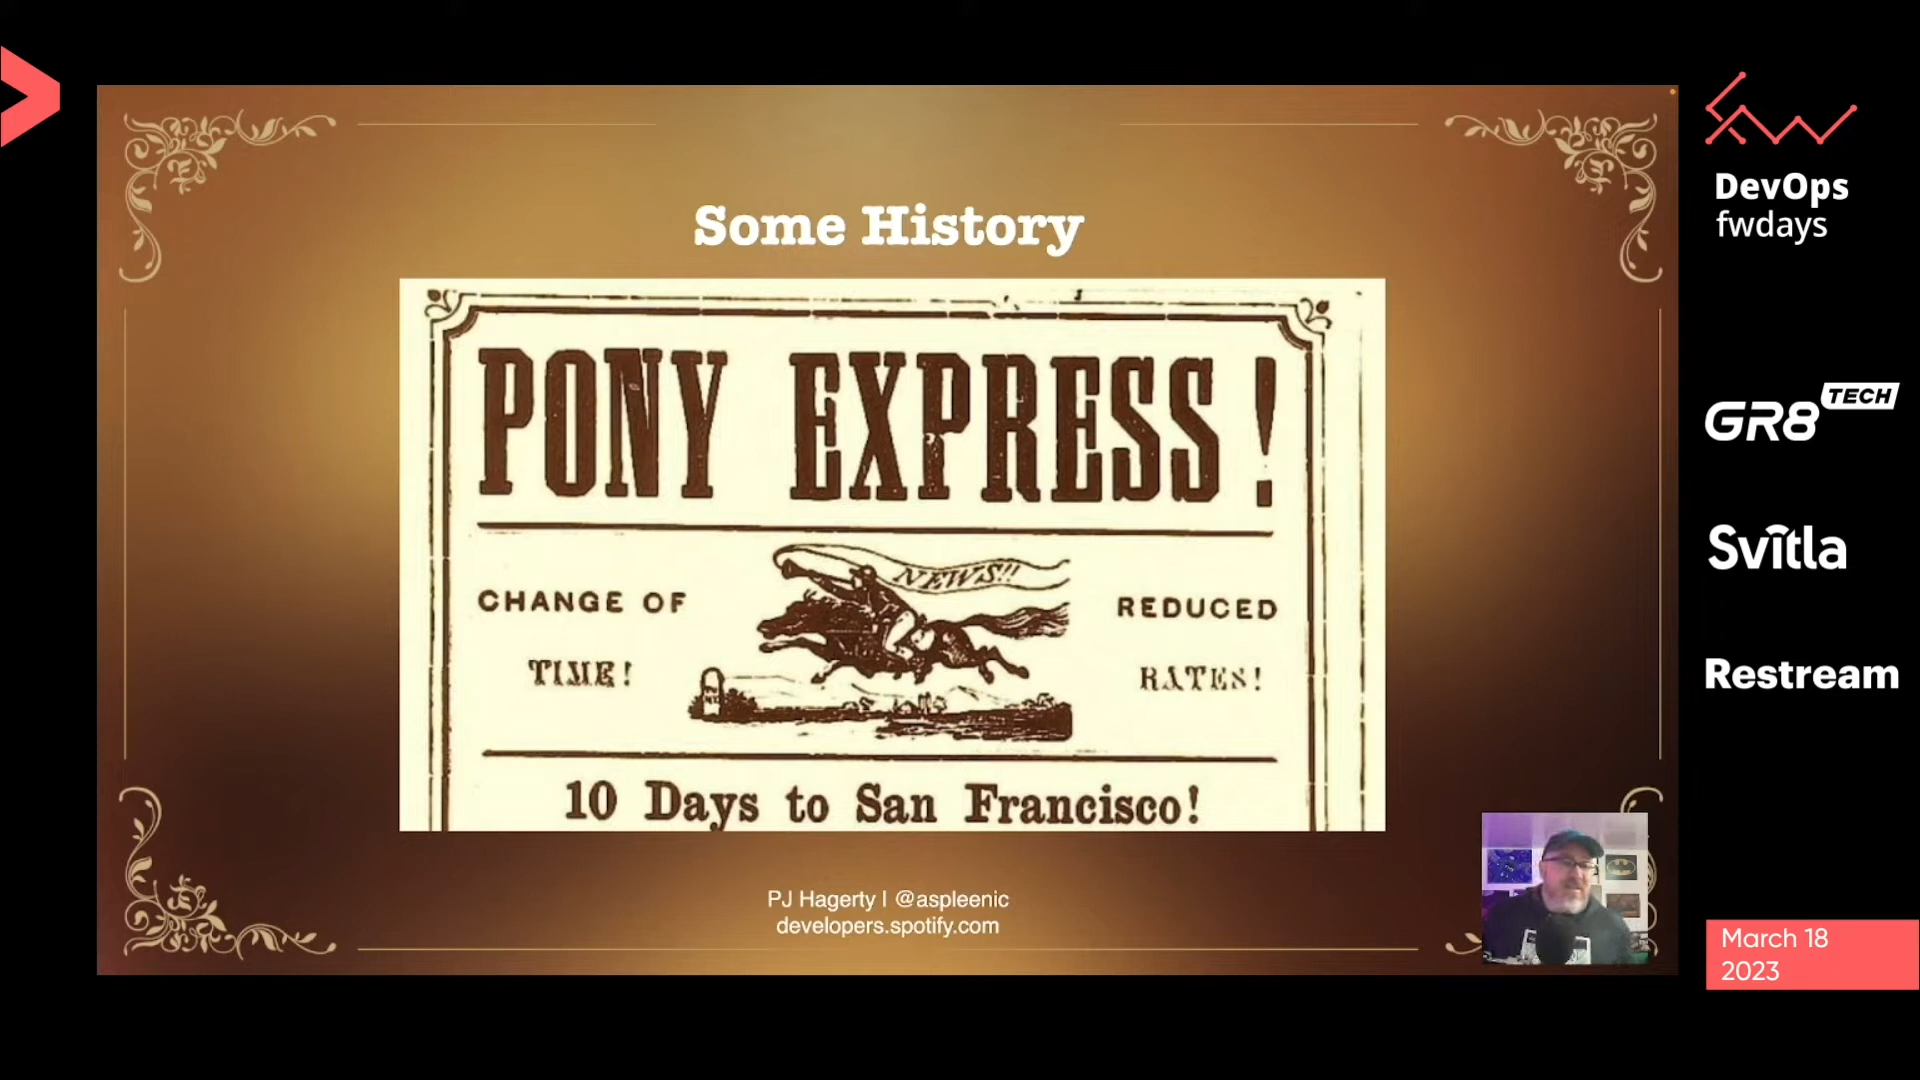 Some History
PONY EXPRESS!
NEWS!!
CHANGE OF
TIME!
REDUCED
RATES!
10 Days to San Francisco!
PJ Hagerty | @aspleenic
developers.spotify.com
DevOps
fwdays
GR8 TECH
Svitla
Restream
March 18
2023